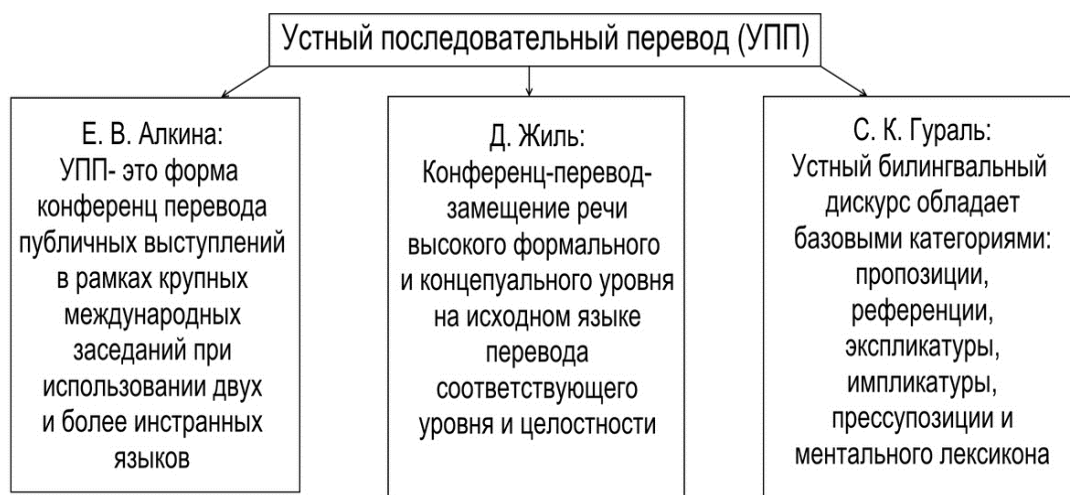 Устный последовательный перевод (УПП)
Е. В. Алкина:
УПП- это форма
конференц перевода
публичных выступлений
в рамках крупных
международных
заседаний при
использовании двух
и более инстранных
языков
Д. Жиль:
Конференц-перевод-
замещение речи
высокого формального
и концепуального уровня
на исходном языке
перевода
соответствующего
уровня и целостности
С. К. Гураль:
Устный билингвальный
дискурс обладает
базовыми категориями:
пропозиции,
референции,
экспликатуры,
импликатуры,
прессупозиции и
ментального лексикона